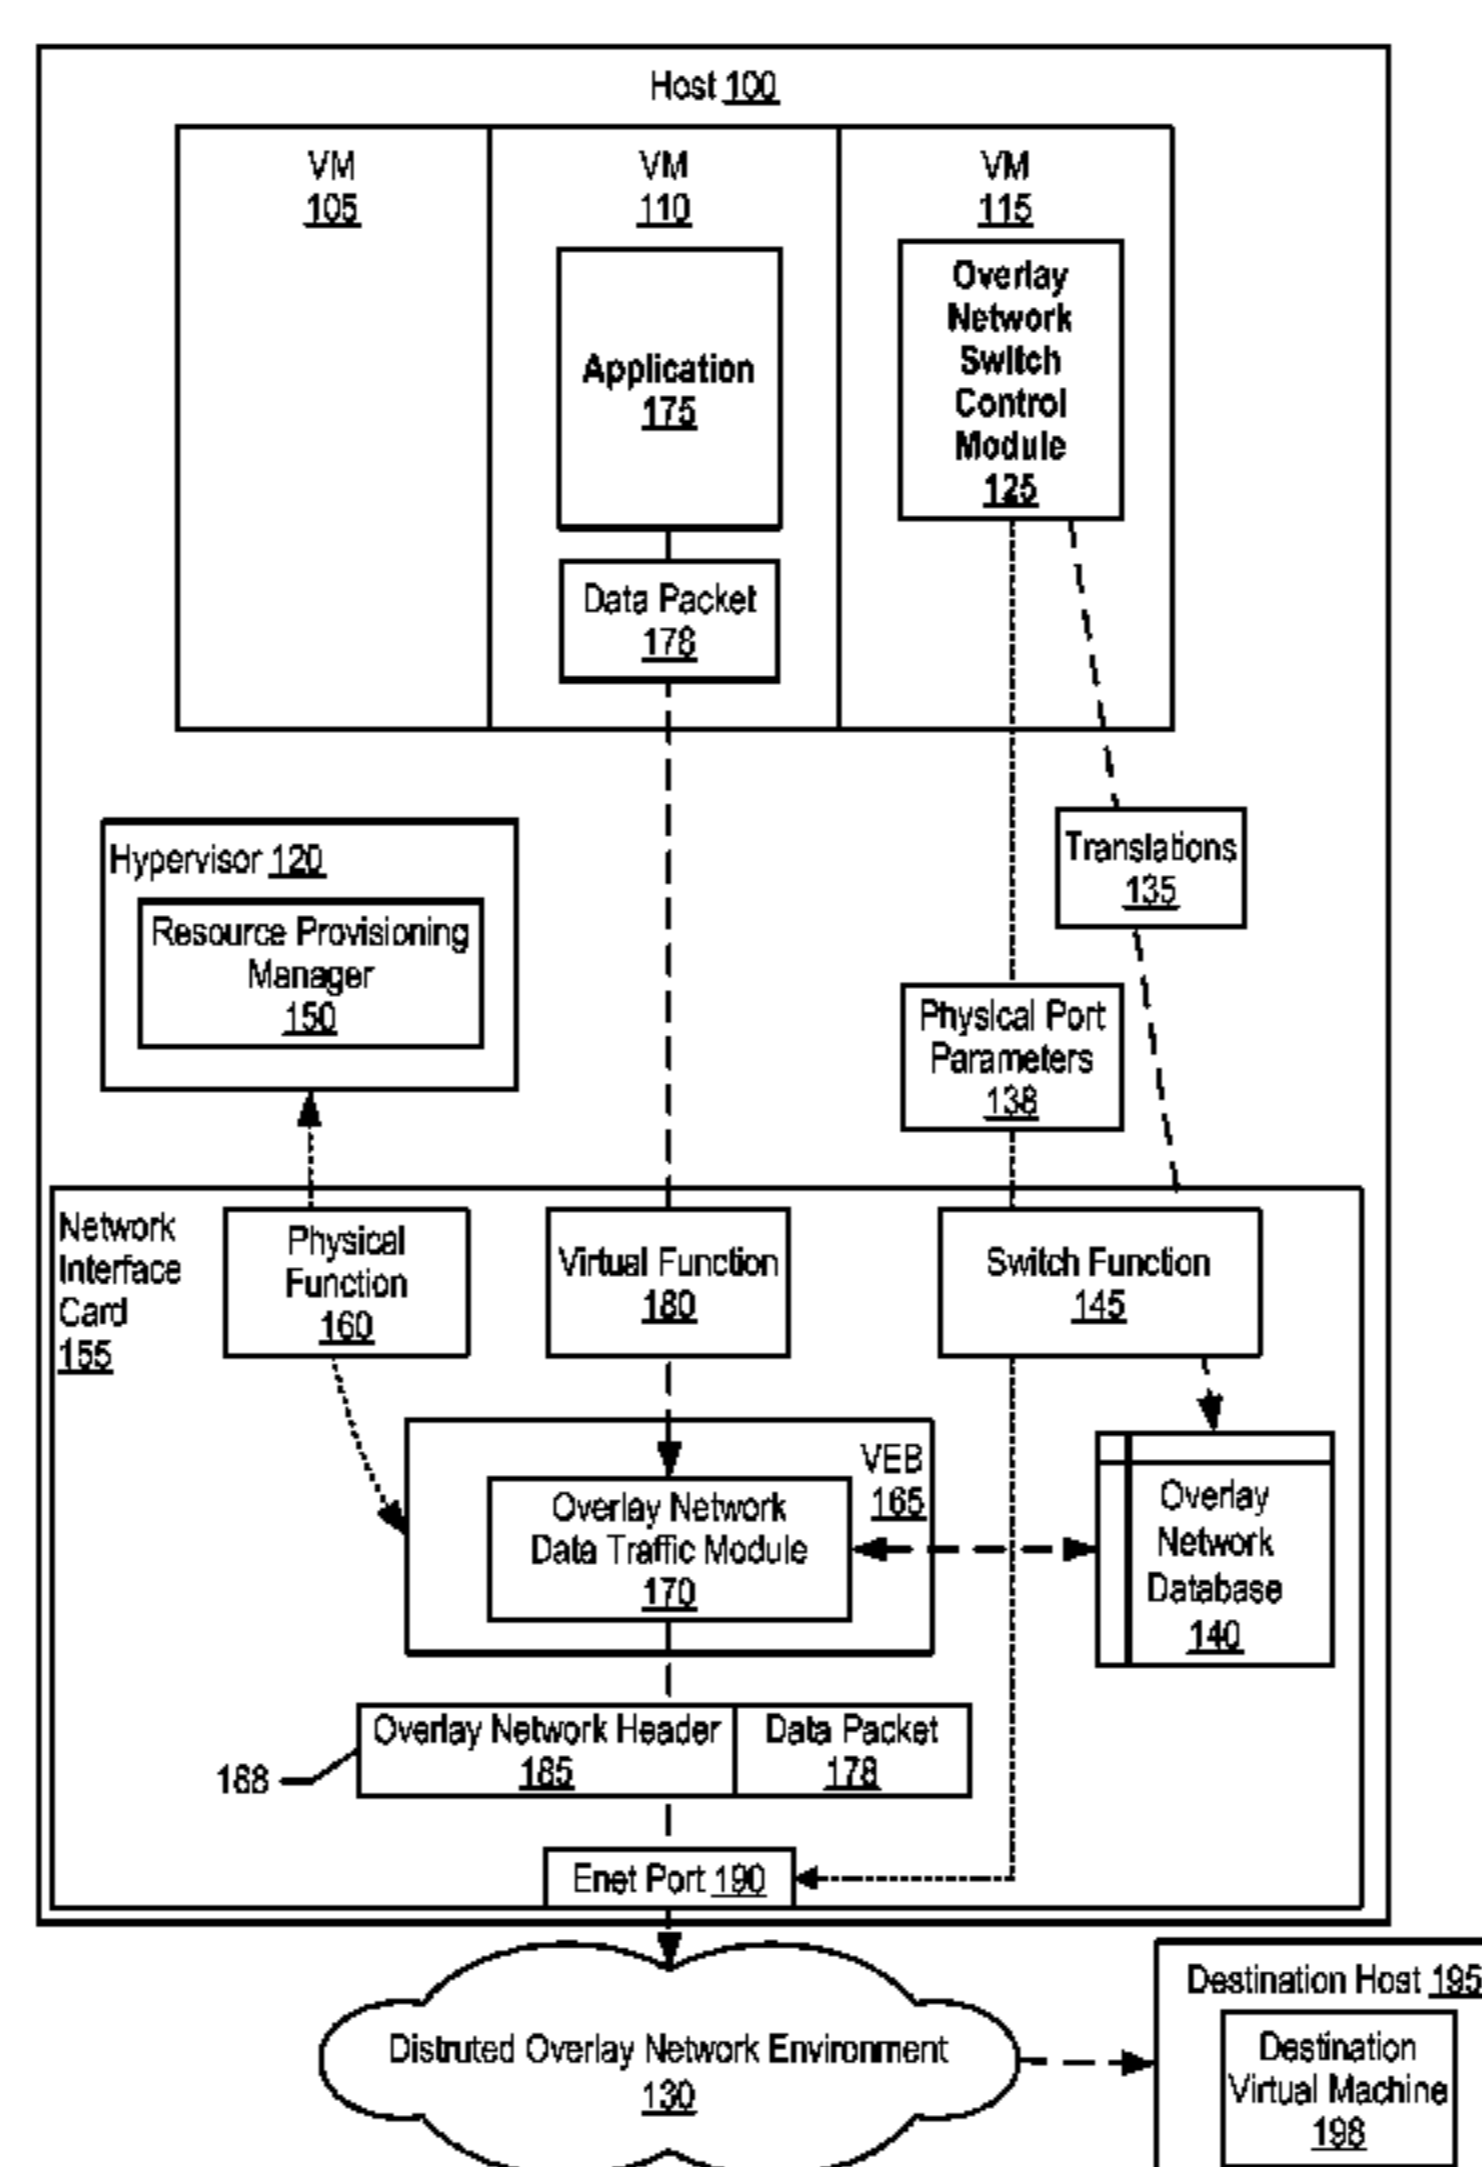 Host 100
VM
105
VM
110
VM
115
Application
175
Overlay
Network
Switch
Control
Module
125
Data Packet
178
Translations
135
Hypervisor 120
Resource Provisioning
Manager
150
Physical Port
Parameters
138
Network
Interface
Card
155
Physical
Function
160
Virtual Function
180
Switch Function
145
VEB
165
Overlay Network
Data Traffic Module
170
Overlay
Network
Database
140
Overlay Network Header
185
Data Packet
178
188
Enet Port 190
Distruted Overlay Network Environment
130
Destination Host 195
Destination
Virtual Machine
198